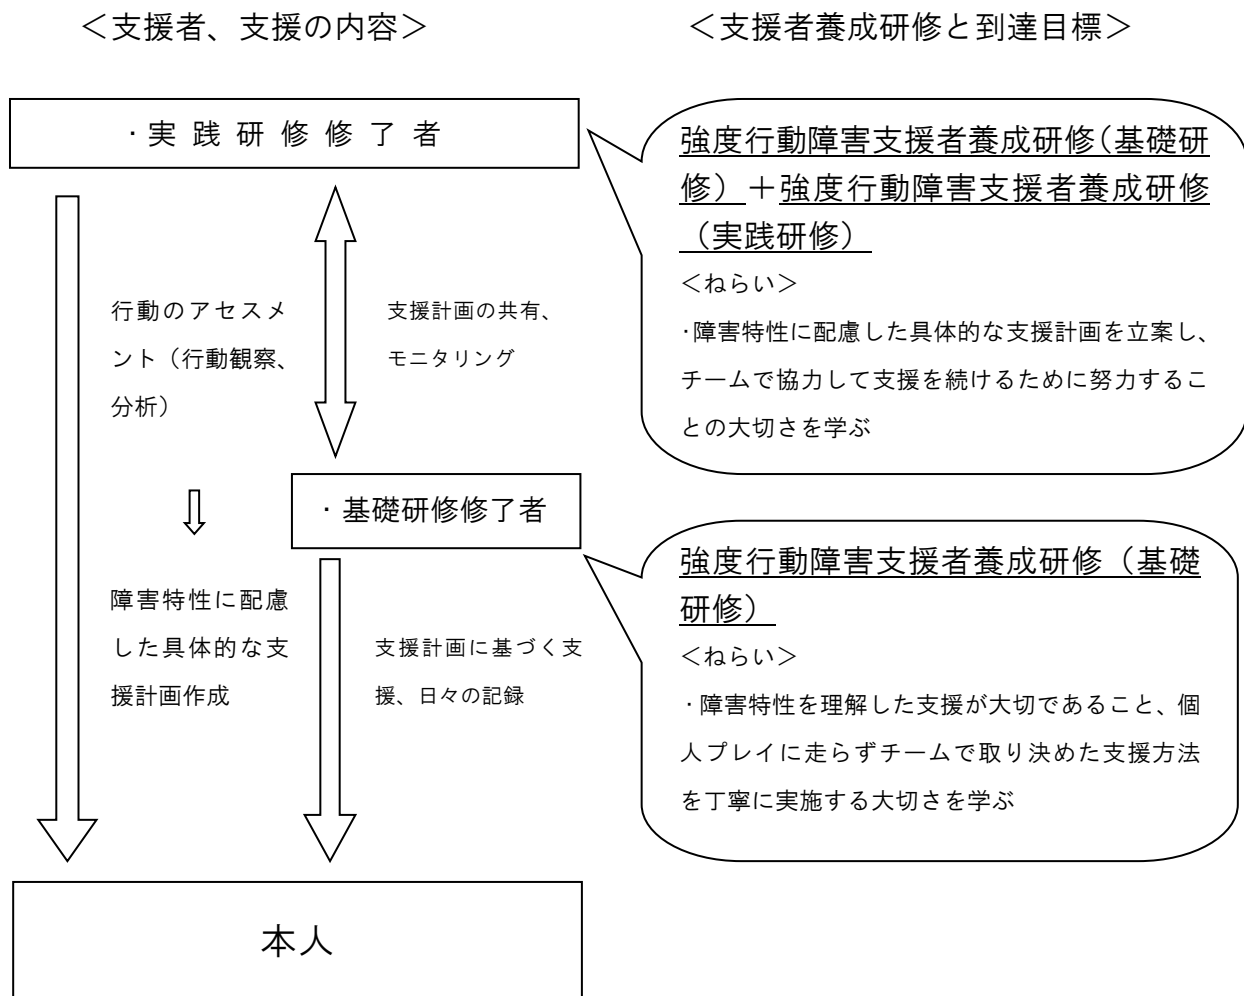 ＜支援者、支援の内容＞
＜支援者養成研修と到達目標＞
・実践研修修了者
強度行動障害支援者養成研修（基礎研
修）＋強度行動障害支援者養成研修
（実践研修）
＜ねらい＞
・障害特性に配慮した具体的な支援計画を立案し、
チームで協力して支援を続けるために努力するこ
との大切さを学ぶ
行動のアセスメ
ント（行動観察、
分析）
支援計画の共有、
モニタリング
・基礎研修修了者
強度行動障害支援者養成研修（基礎
研修）
＜ねらい＞
・障害特性を理解した支援が大切であること、個
人プレイに走らずチームで取り決めた支援方法
を丁寧に実施する大切さを学ぶ
障害特性に配慮
した具体的な支
援計画作成
支援計画に基づく支
援、日々の記録
本人